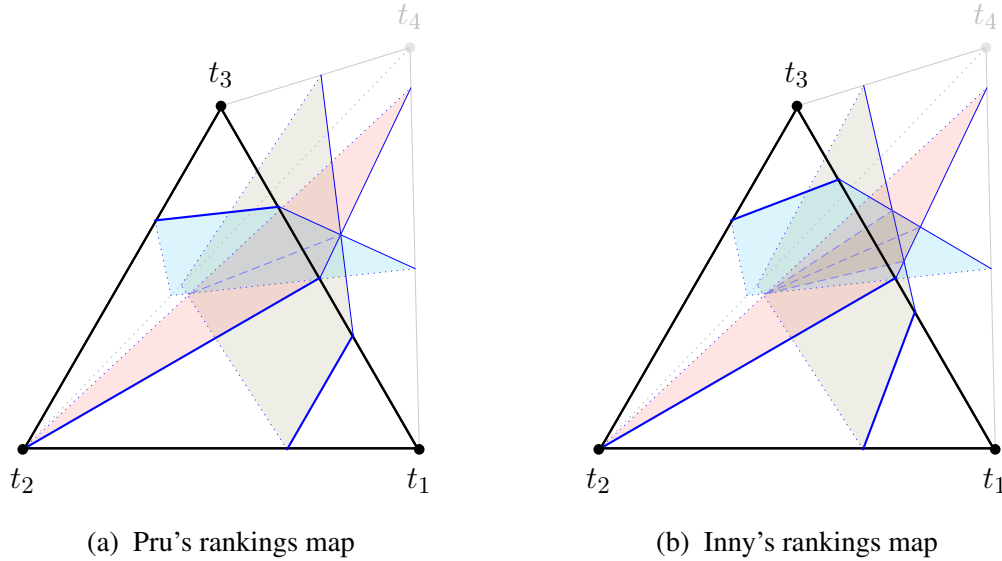 t₄
t₃
t₂
t₁
(a) Pru's rankings map
t₄
t₃
t₂
t₁
(b) Inny's rankings map